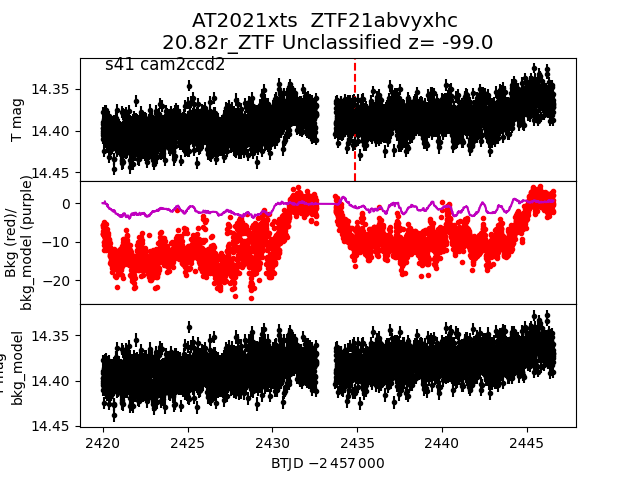 AT2021xts ZTF21abvyxhc
20.82r_ZTF Unclassified z= -99.0
s41 cam2ccd2
14.35
14.40
14.45
T mag
0
−10
−20
Bkg (red)/
bkg_model (purple)
14.35
14.40
14.45
bkg_model
2420 2425 2430 2435 2440 2445
BTJD −2 457 000